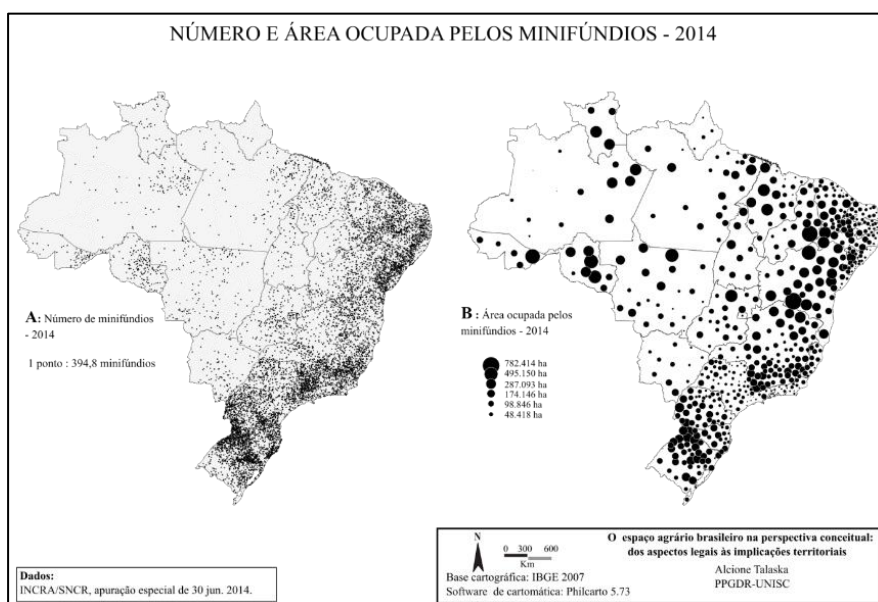 NÚMERO E ÁREA OCUPADA PELOS MINIFÚNDIOS - 2014
A: Número de minifúndios
- 2014
1 ponto : 394,8 minifúndios
B : Área ocupada pelos
minifúndios - 2014
782.414 ha
495.150 ha
287.093 ha
174.146 ha
98.846 ha
48.418 ha
Dados:
INCRA/SNCR, apuração especial de 30 jun. 2014.
N
0 300 600
Km
Base cartográfica: IBGE 2007
Software de cartomática: Philcarto 5.73
O espaço agrário brasileiro na perspectiva conceitual:
dos aspectos legais às implicações territoriais
Alcione Talaska
PPGDR-UNISC